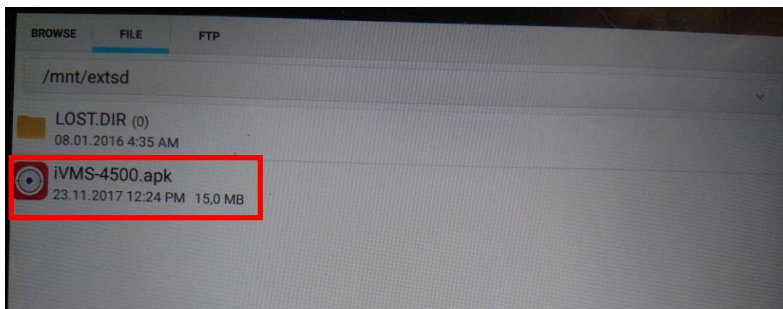 BROWSE FILE FTP
/mnt/extsd
LOST.DIR (0)
08.01.2016 4:35 AM
iVMS-4500.apk
23.11.2017 12:24 PM 15,0 MB